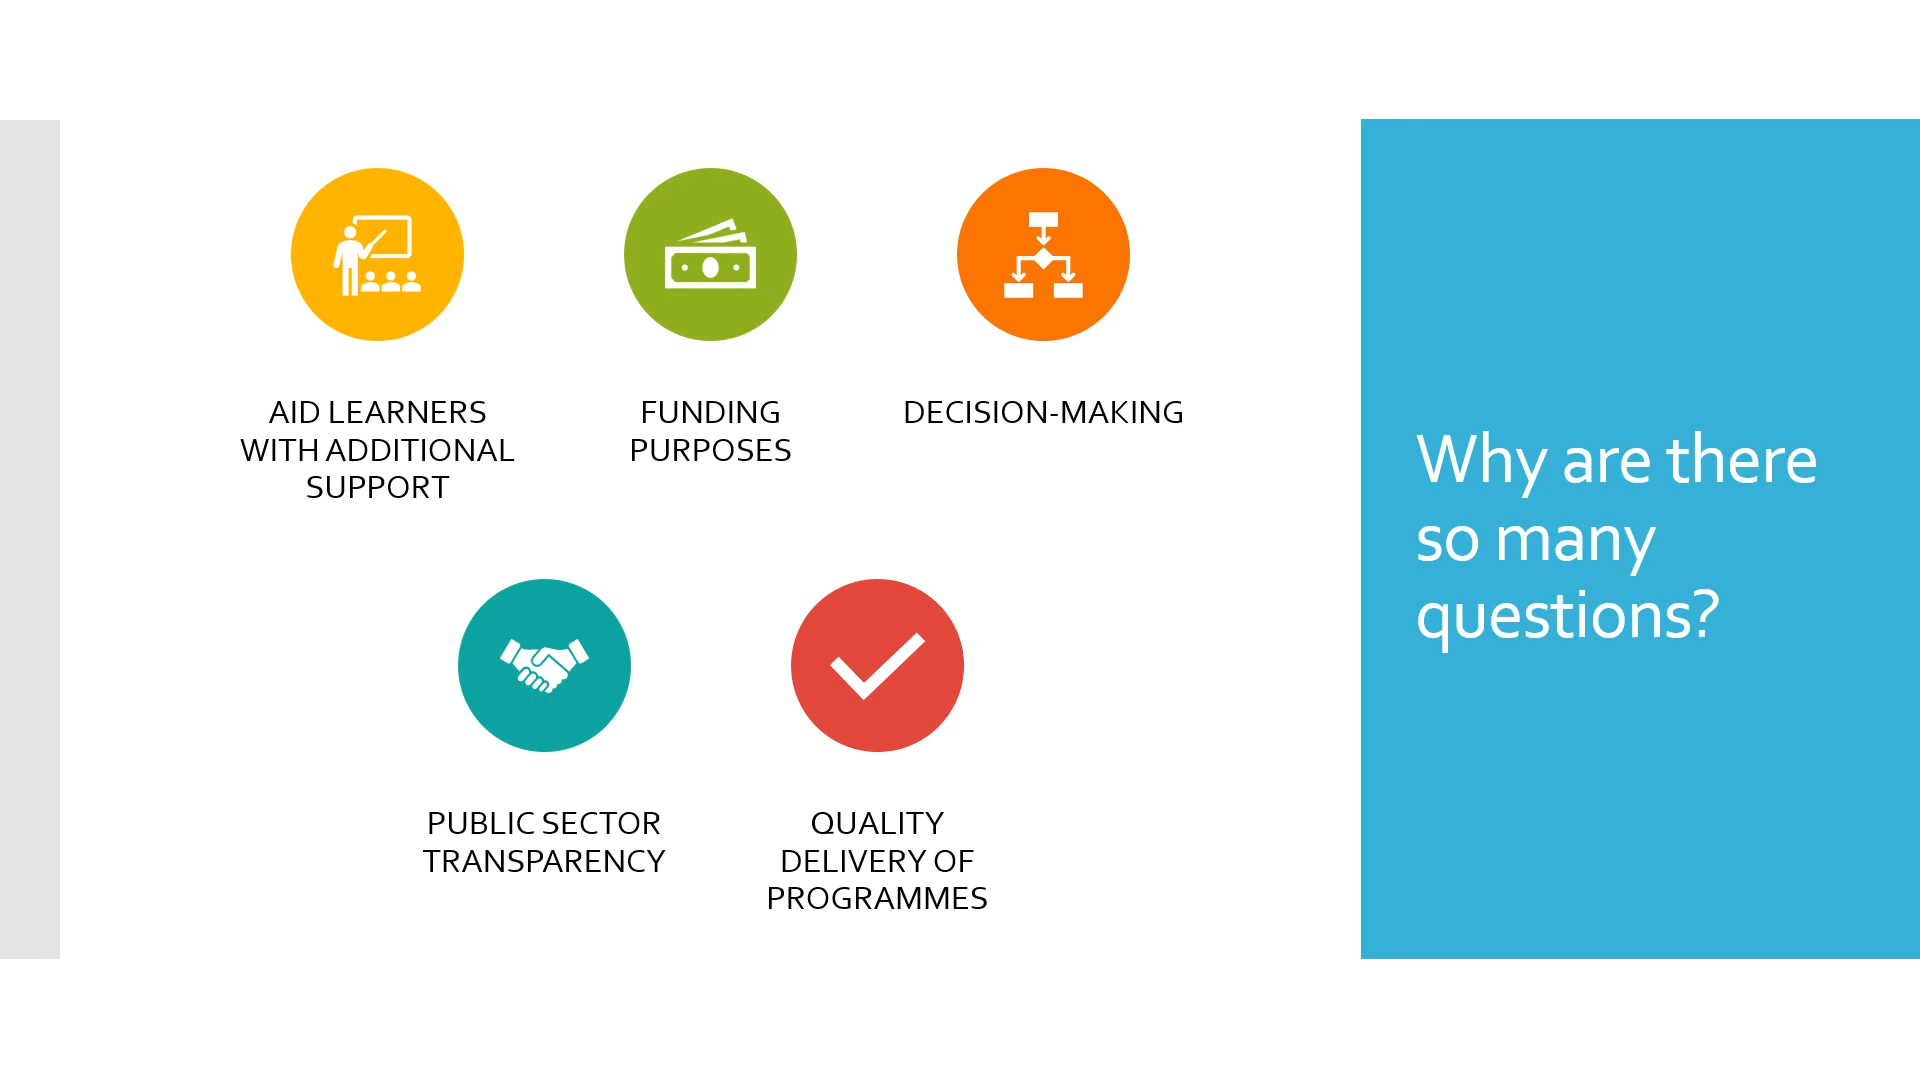 AID LEARNERS
WITH ADDITIONAL
SUPPORT
FUNDING
PURPOSES
DECISION-MAKING
PUBLIC SECTOR
TRANSPARENCY
QUALITY
DELIVERY OF
PROGRAMMES
Why are there
so many
questions?